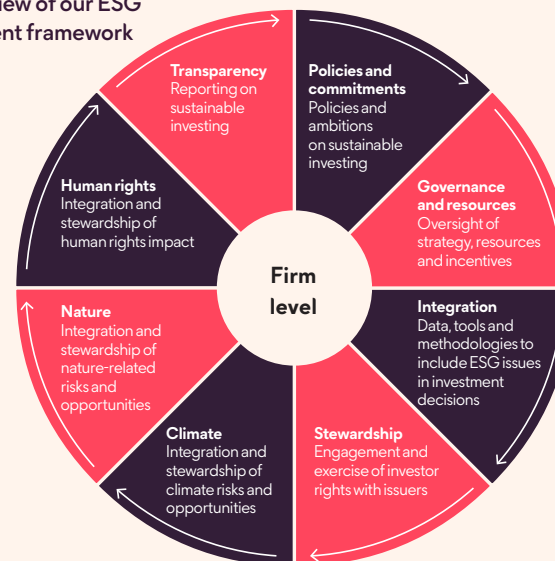 view of our ESG
ent framework
Transparency
Reporting on
sustainable
investing
Policies and
commitments
Policies and
ambitions
on sustainable
investing
Governance
and resources
Oversight of
strategy, resources
and incentives
Integration
Data, tools and
methodologies to
include ESG issues
in investment
decisions
Stewardship
Engagement and
exercise of investor
rights with issuers
Climate
Integration and
stewardship of
climate risks and
opportunities
Nature
Integration and
stewardship of
nature-related
risks and
opportunities
Human rights
Integration and
stewardship of
human rights impact
Firm
level